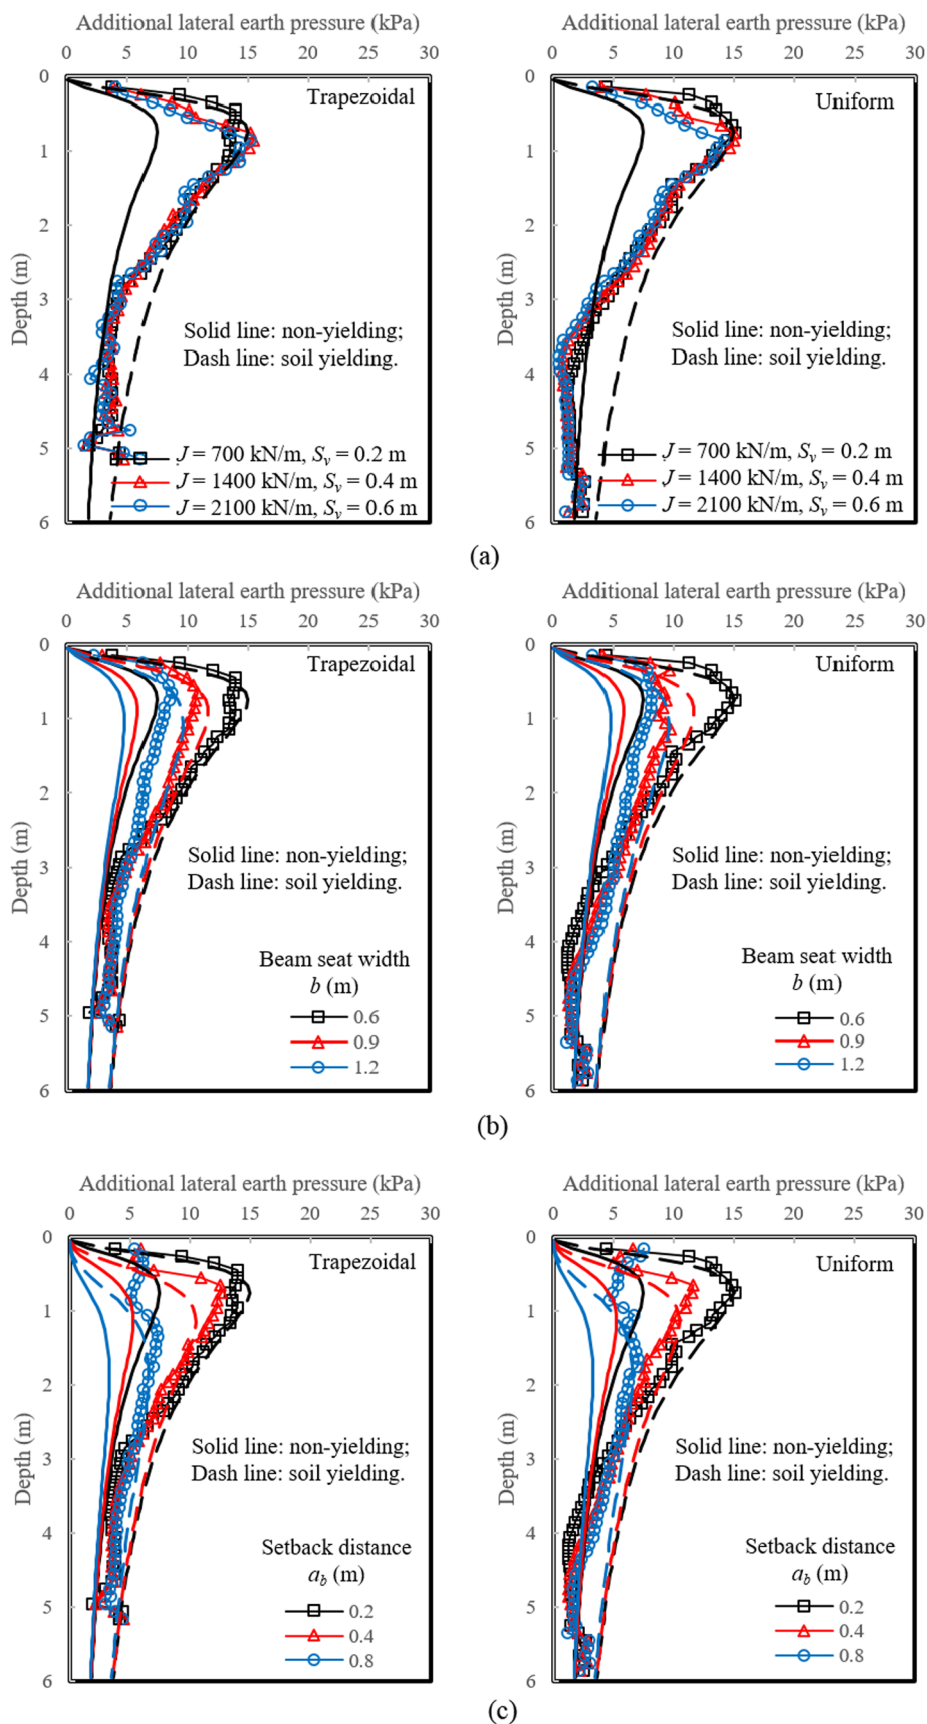 Additional lateral earth pressure (kPa)
0 5 10 15 20 25 30
0
1
2
3
4
5
6
Depth (m)
Trapezoidal
Solid line: non-yielding;
Dash line: soil yielding.
J = 700 kN/m, Sv = 0.2 m
J = 1400 kN/m, Sv = 0.4 m
J = 2100 kN/m, Sv = 0.6 m
Additional lateral earth pressure (kPa)
0 5 10 15 20 25 30
0
1
2
3
4
5
6
Depth (m)
Uniform
Solid line: non-yielding;
Dash line: soil yielding.
J = 700 kN/m, Sv = 0.2 m
J = 1400 kN/m, Sv = 0.4 m
J = 2100 kN/m, Sv = 0.6 m
(a)
Additional lateral earth pressure (kPa)
0 5 10 15 20 25 30
0
1
2
3
4
5
6
Depth (m)
Trapezoidal
Solid line: non-yielding;
Dash line: soil yielding.
Beam seat width
b (m)
0.6
0.9
1.2
Additional lateral earth pressure (kPa)
0 5 10 15 20 25 30
0
1
2
3
4
5
6
Depth (m)
Uniform
Solid line: non-yielding;
Dash line: soil yielding.
Beam seat width
b (m)
0.6
0.9
1.2
(b)
Additional lateral earth pressure (kPa)
0 5 10 15 20 25 30
0
1
2
3
4
5
6
Depth (m)
Trapezoidal
Solid line: non-yielding;
Dash line: soil yielding.
Setback distance
ab (m)
0.2
0.4
0.8
Additional lateral earth pressure (kPa)
0 5 10 15 20 25 30
0
1
2
3
4
5
6
Depth (m)
Uniform
Solid line: non-yielding;
Dash line: soil yielding.
Setback distance
ab (m)
0.2
0.4
0.8
(c)